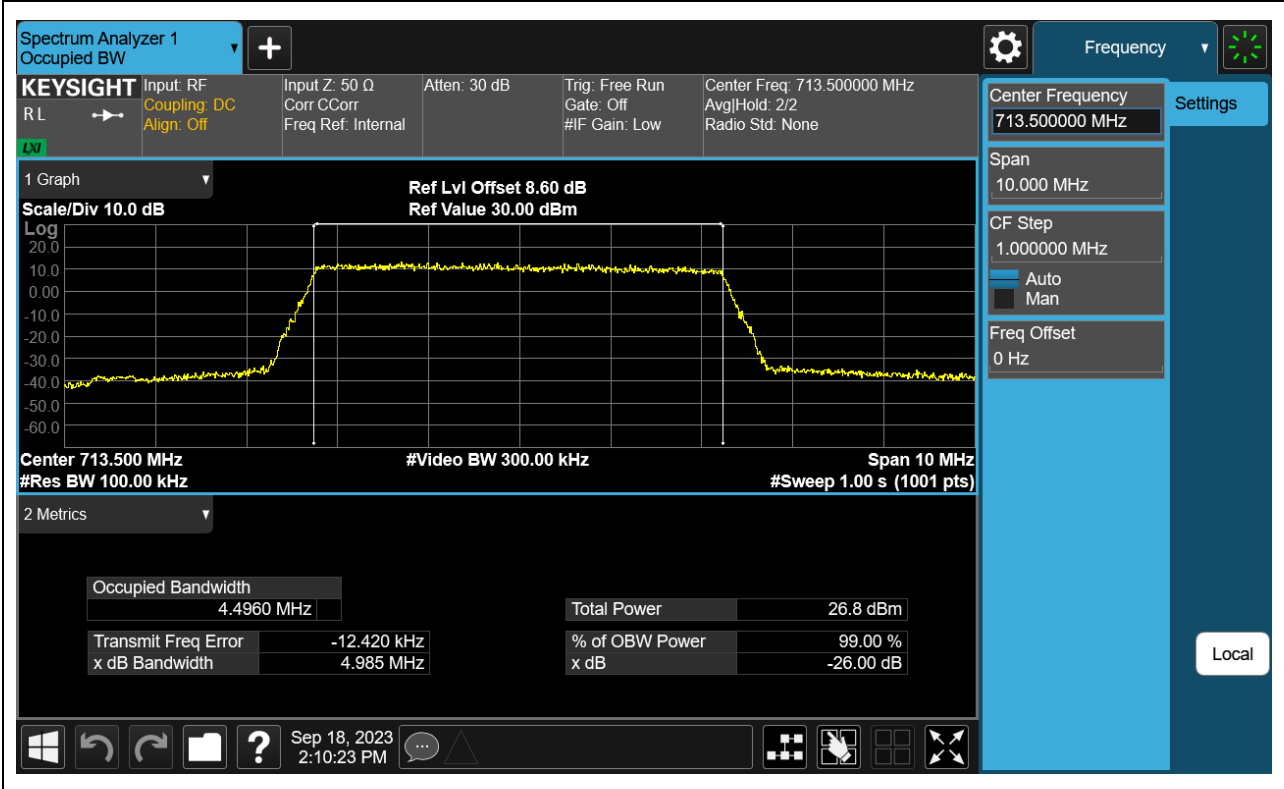 Spectrum Analyzer 1
Occupied BW
+
Frequency
KEYSIGHT
R L
LXI
Input: RF
Coupling: DC
Align: Off
Input Z: 50 Ω
Corr CCorr
Freq Ref: Internal
Atten: 30 dB
Trig: Free Run
Gate: Off
#IF Gain: Low
Center Freq: 713.500000 MHz
Avg|Hold: 2/2
Radio Std: None
Center Frequency
713.500000 MHz
Settings
Span
10.000 MHz
CF Step
1.000000 MHz
Auto
Man
Freq Offset
0 Hz
Local
1 Graph
Scale/Div 10.0 dB
Ref Lvl Offset 8.60 dB
Ref Value 30.00 dBm
Log
20.0
10.0
0.00
-10.0
-20.0
-30.0
-40.0
-50.0
-60.0
Center 713.500 MHz
#Video BW 300.00 kHz
Span 10 MHz
#Res BW 100.00 kHz
#Sweep 1.00 s (1001 pts)
2 Metrics
Occupied Bandwidth
4.4960 MHz
Total Power 26.8 dBm
Transmit Freq Error -12.420 kHz
% of OBW Power 99.00 %
x dB Bandwidth 4.985 MHz
x dB -26.00 dB
?
Sep 18, 2023
2:10:23 PM